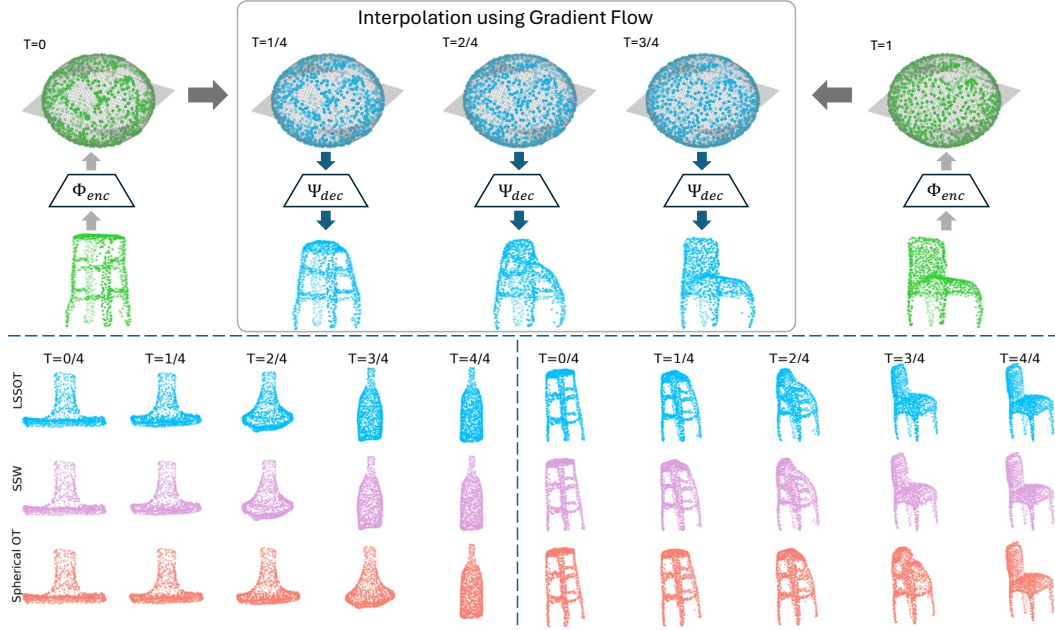 Interpolation using Gradient Flow
T=0
T=1/4
T=2/4
T=3/4
T=1
Φenc
Ψdec
Ψdec
Ψdec
Φenc
T=0/4
T=1/4
T=2/4
T=3/4
T=4/4
T=0/4
T=1/4
T=2/4
T=3/4
T=4/4
LSSOT
SSW
Spherical OT